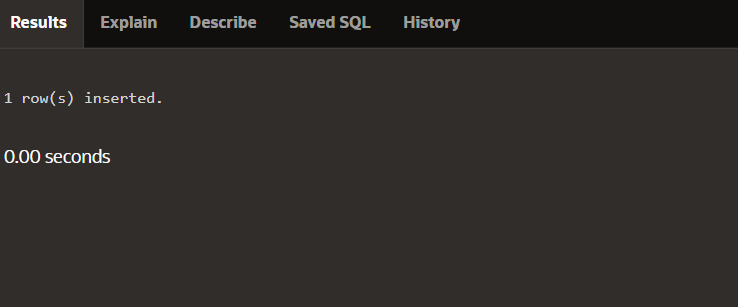 Results Explain Describe Saved SQL History
1 row(s) inserted.
0.00 seconds